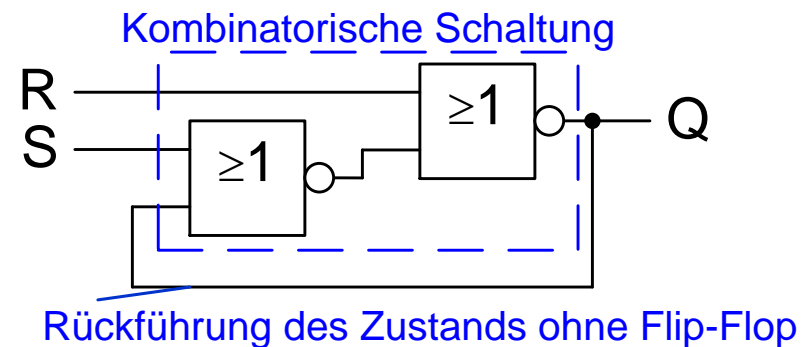 Kombinatorische Schaltung
R
≥1
Q
S
≥1
Rückführung des Zustands ohne Flip-Flop